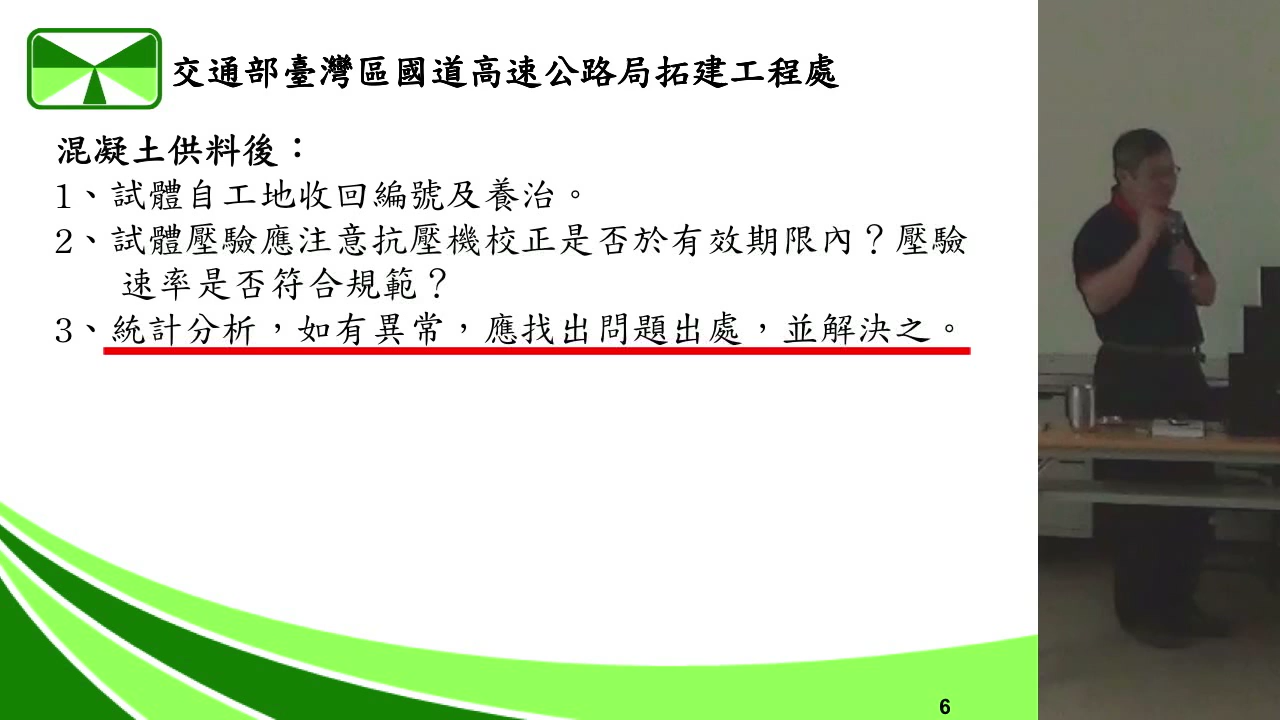 交通部臺灣區國道高速公路局拓建工程處
混凝土供料後：
1、試體自工地收回編號及養治。
2、試體壓驗應注意抗壓機校正是否於有效期限內？壓驗
速率是否符合規範？
3、統計分析，如有異常，應找出問題出處，並解決之。
6